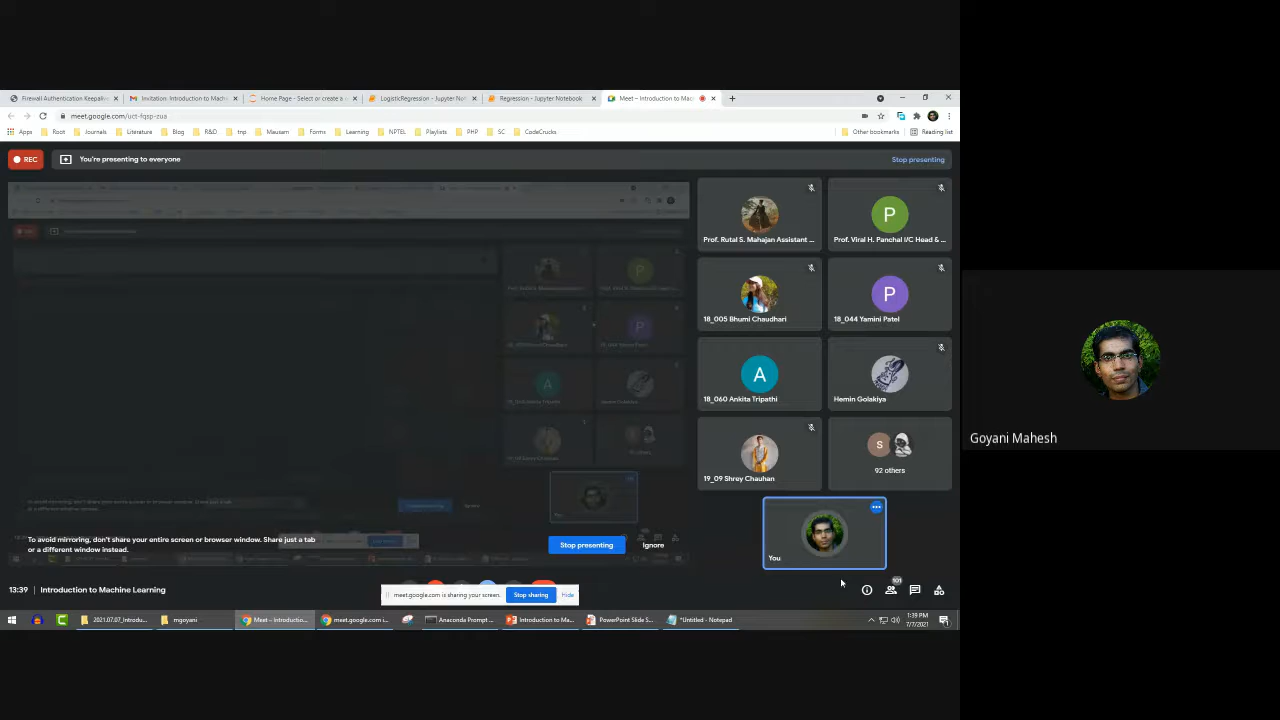 Firewall Authentication Keepaliv
Invitation: Introduction to Mach
Home Page - Select or create a n
LogisticRegression - Jupyter Not
Regression - Jupyter Notebook
Meet – Introduction to Mac
meet.google.com/uct-fqsp-zua
Apps
Root
Journals
Literature
Blog
R&D
tnp
Mausam
Forms
Learning
NPTEL
Playlists
PHP
SC
CodeCrucks
Other bookmarks
Reading list
REC
You're presenting to everyone
Stop presenting
Prof. Rutal S. Mahajan Assistant ...
P
Prof. Viral H. Panchal I/C Head & ...
18_005 Bhumi Chaudhari
P
18_044 Yamini Patel
A
18_060 Ankita Tripathi
Hemin Golakiya
19_09 Shrey Chauhan
S
92 others
You
Goyani Mahesh
To avoid mirroring, don't share your entire screen or browser window. Share just a tab
or a different window instead.
Stop presenting
Ignore
13:39
Introduction to Machine Learning
meet.google.com is sharing your screen.
Stop sharing
Hide
101
2021.07.07_Introdu...
mgoyani
Meet – Introductio...
meet.google.com i...
Anaconda Prompt ...
Introduction to Ma...
PowerPoint Slide S...
*Untitled - Notepad
1:39 PM
7/7/2021